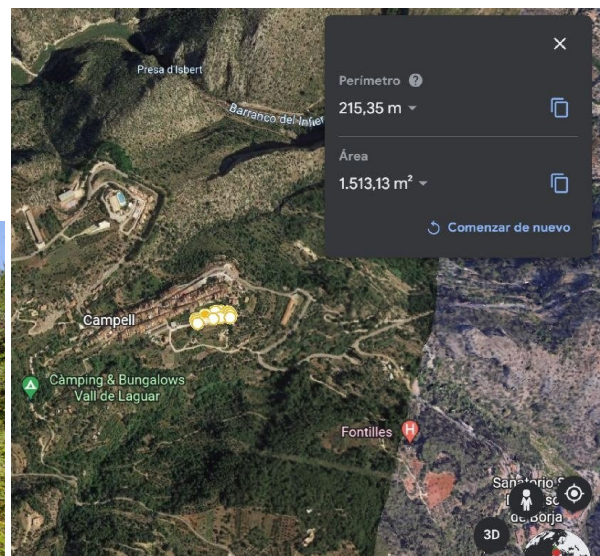 Presa d'Isbert
Barranco del Infier
Perímetro
215,35 m
Área
1.513,13 m²
Comenzar de nuevo
Campell
Càmping & Bungalows
Vall de Laguar
Fontilles
H
Sanatorio S
de Borja
3D